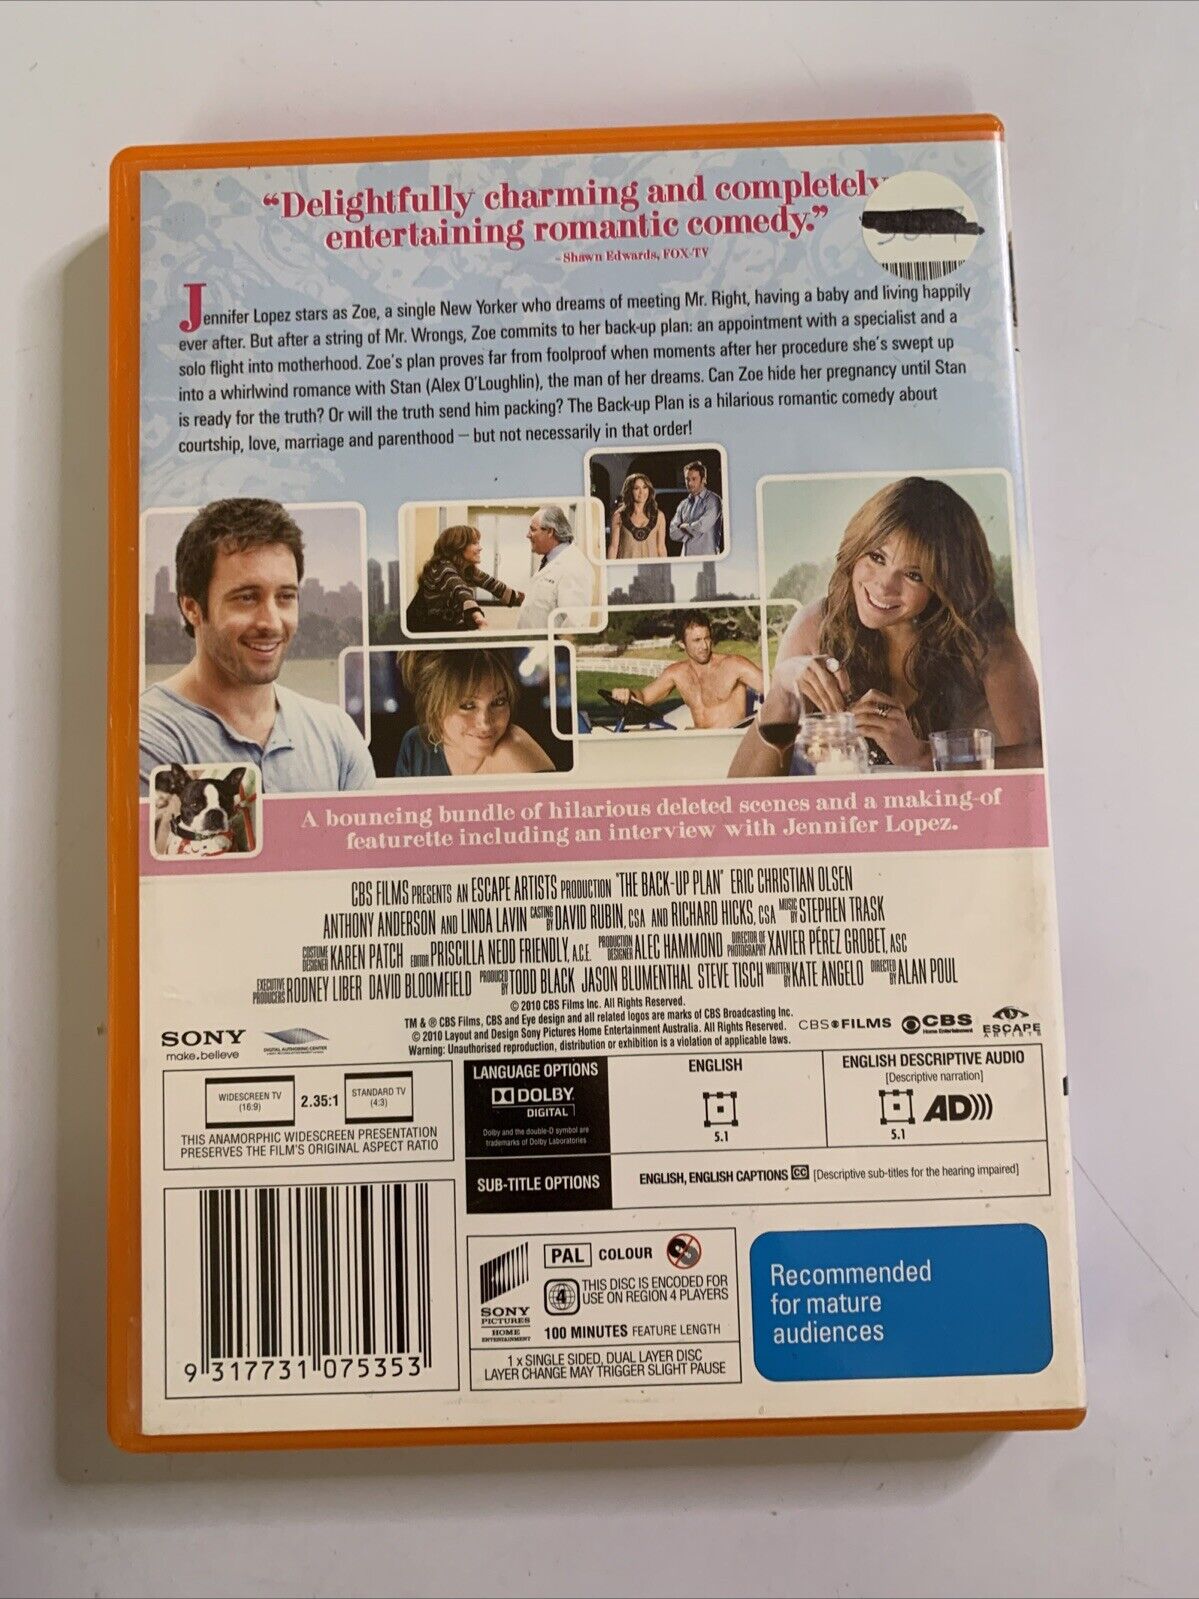 “Delightfully charming and completely
entertaining romantic comedy.”
- Shawn Edwards, FOX-TV
Jennifer Lopez stars as Zoe, a single New Yorker who dreams of meeting Mr. Right, having a baby and living happily
ever after. But after a string of Mr. Wrongs, Zoe commits to her back-up plan: an appointment with a specialist and a
solo flight into motherhood. Zoe's plan proves far from foolproof when moments after her procedure she's swept up
into a whirlwind romance with Stan (Alex O'Loughlin), the man of her dreams. Can Zoe hide her pregnancy until Stan
is ready for the truth? Or will the truth send him packing? The Back-up Plan is a hilarious romantic comedy about
courtship, love, marriage and parenthood – but not necessarily in that order!
A bouncing bundle of hilarious deleted scenes and a making-of
featurette including an interview with Jennifer Lopez.
CBS FILMS PRESENTS AN ESCAPE ARTISTS PRODUCTION "THE BACK-UP PLAN" ERIC CHRISTIAN OLSEN
ANTHONY ANDERSON AND LINDA LAVIN CASTING BY DAVID RUBIN, CSA AND RICHARD HICKS, CSA MUSIC BY STEPHEN TRASK
COSTUME DESIGNER KAREN PATCH EDITOR PRISCILLA NEDD FRIENDLY, A.C.E. PRODUCTION DESIGNER ALEC HAMMOND DIRECTOR OF PHOTOGRAPHY XAVIER PÉREZ GROBET, ASC
EXECUTIVE PRODUCERS RODNEY LIBER DAVID BLOOMFIELD PRODUCED BY TODD BLACK JASON BLUMENTHAL STEVE TISCH WRITTEN BY KATE ANGELO DIRECTED BY ALAN POUL
© 2010 CBS Films Inc. All Rights Reserved.
TM & ® CBS Films, CBS and Eye design and all related logos are marks of CBS Broadcasting Inc.
© 2010 Layout and Design Sony Pictures Home Entertainment Australia. All Rights Reserved.
Warning: Unauthorised reproduction, distribution or exhibition is a violation of applicable laws.
CBS FILMS
CBS
Home Entertainment
ESCAPE
ARTISTS
SONY
make.believe
DIGITAL AUTHORING CENTER
WIDESCREEN TV
(16:9)
2.35:1
STANDARD TV
(4:3)
THIS ANAMORPHIC WIDESCREEN PRESENTATION
PRESERVES THE FILM'S ORIGINAL ASPECT RATIO
LANGUAGE OPTIONS
DOLBY
DIGITAL
Dolby and the double-D symbol are
trademarks of Dolby Laboratories
ENGLISH
5.1
ENGLISH DESCRIPTIVE AUDIO
[Descriptive narration]
5.1
AD)))
SUB-TITLE OPTIONS
ENGLISH, ENGLISH CAPTIONS CC [Descriptive sub-titles for the hearing impaired]
9 317731 075353
SONY
PICTURES
HOME
ENTERTAINMENT
PAL COLOUR
4
THIS DISC IS ENCODED FOR
USE ON REGION 4 PLAYERS
100 MINUTES FEATURE LENGTH
1 x SINGLE SIDED, DUAL LAYER DISC
LAYER CHANGE MAY TRIGGER SLIGHT PAUSE
Recommended
for mature
audiences